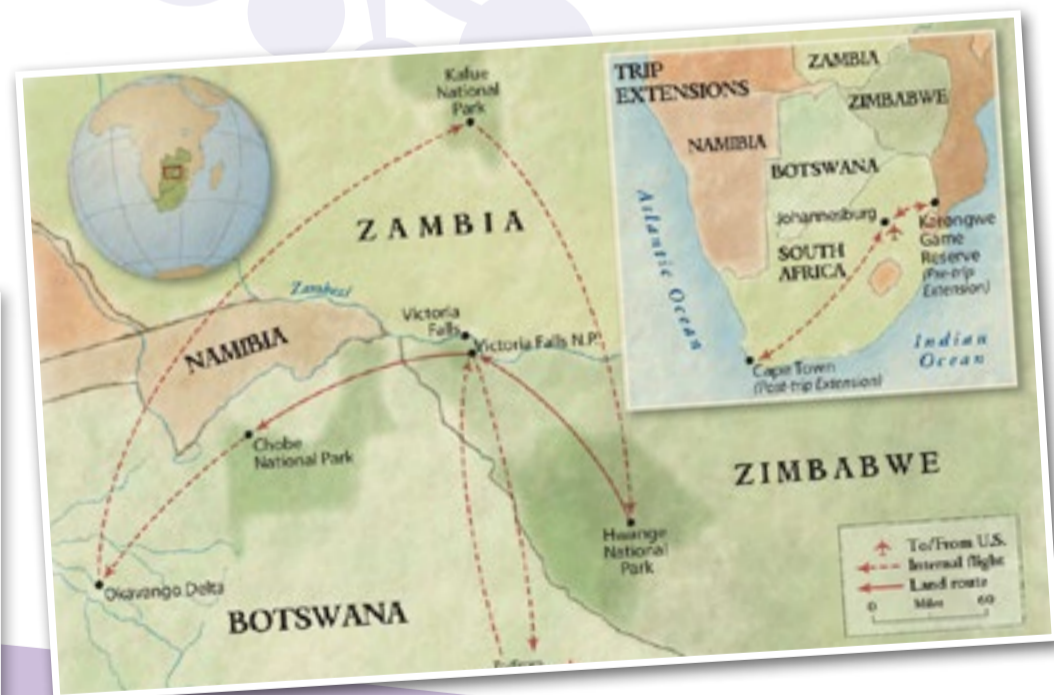 Kafue
National
Park
ZAMBIA
Zambezi
NAMIBIA
Victoria
Falls
Victoria Falls N.P.
Chobe
National Park
Okavango Delta
BOTSWANA
Hwange
National
Park
ZIMBABWE
TRIP
EXTENSIONS
ZAMBIA
ZIMBABWE
NAMIBIA
BOTSWANA
Atlantic Ocean
Johannesburg
Karongwe
Game
Reserve
(Pre-trip
Extension)
SOUTH
AFRICA
Indian
Ocean
Cape Town
(Post-trip Extension)
To/From U.S.
Internal flight
Land route
0 Miles 60